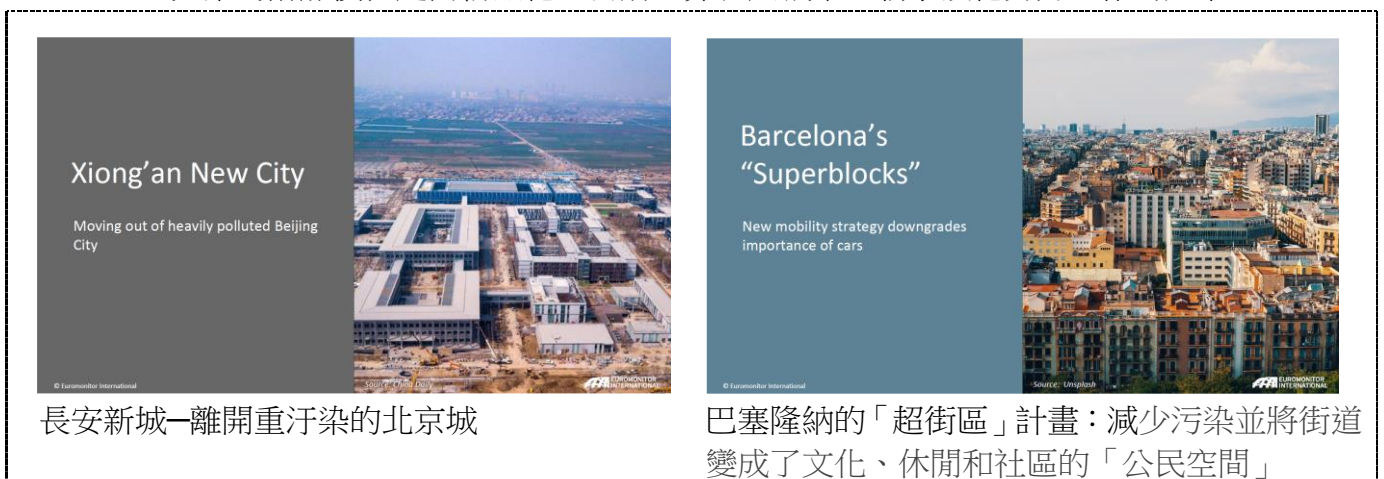 Xiong'an New City
Moving out of heavily polluted Beijing
City
© Euromonitor International
Source: China Daily
EUROMONITOR
INTERNATIONAL
長安新城─離開重汙染的北京城
Barcelona's
"Superblocks"
New mobility strategy downgrades
importance of cars
© Euromonitor International
Source: Unsplash
EUROMONITOR
INTERNATIONAL
巴塞隆納的「超街區」計畫：減少污染並將街道
變成了文化、休閒和社區的「公民空間」